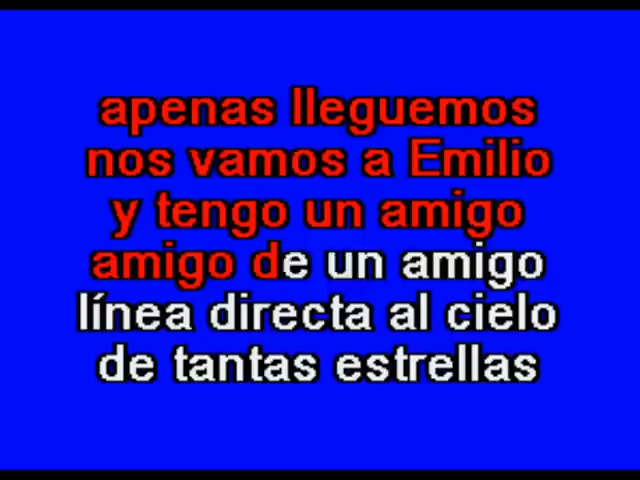 apenas lleguemos
nos vamos a Emilio
y tengo un amigo
amigo de un amigo
línea directa al cielo
de tantas estrellas